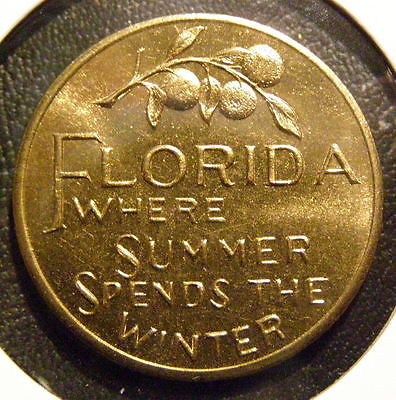 FLORIDA
WHERE
SUMMER
SPENDS THE
WINTER